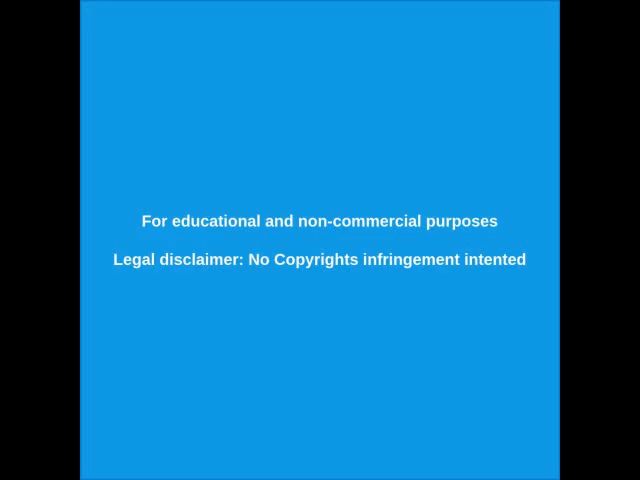 For educational and non-commercial purposes
Legal disclaimer: No Copyrights infringement intented